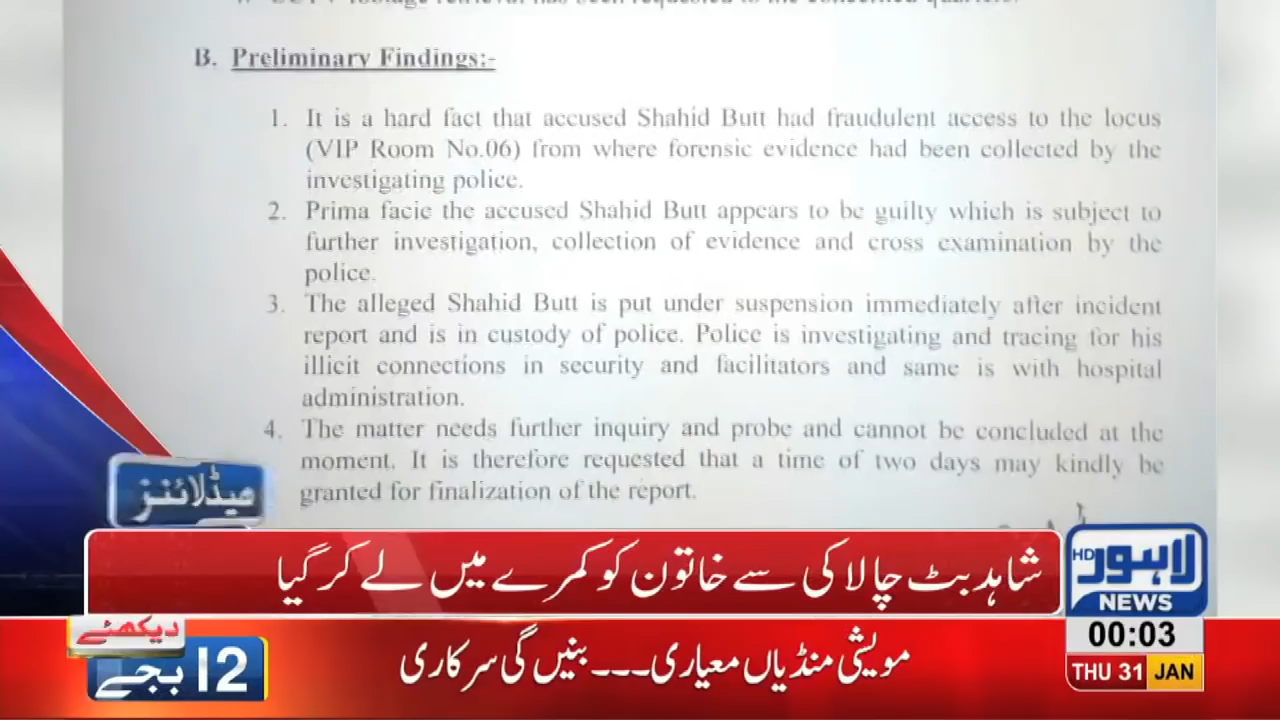 B. Preliminary Findings:-
1. It is a hard fact that accused Shahid Butt had fraudulent access to the locus
(VIP Room No.06) from where forensic evidence had been collected by the
investigating police.
2. Prima facie the accused Shahid Butt appears to be guilty which is subject to
further investigation, collection of evidence and cross examination by the
police.
3. The alleged Shahid Butt is put under suspension immediately after incident
report and is in custody of police. Police is investigating and tracing for his
illicit connections in security and facilitators and same is with hospital
administration.
4. The matter needs further inquiry and probe and cannot be concluded at the
moment. It is therefore requested that a time of two days may kindly be
granted for finalization of the report.
ہیڈلائنز
شاہد بٹ چالاکی سے خاتون کو کمرے میں لے کر گیا
لاہور HD
NEWS
00:03
THU 31 JAN
دیکھئے
12 بجے
مویشی منڈیاں معیاری۔۔۔ بنیں گی سرکاری